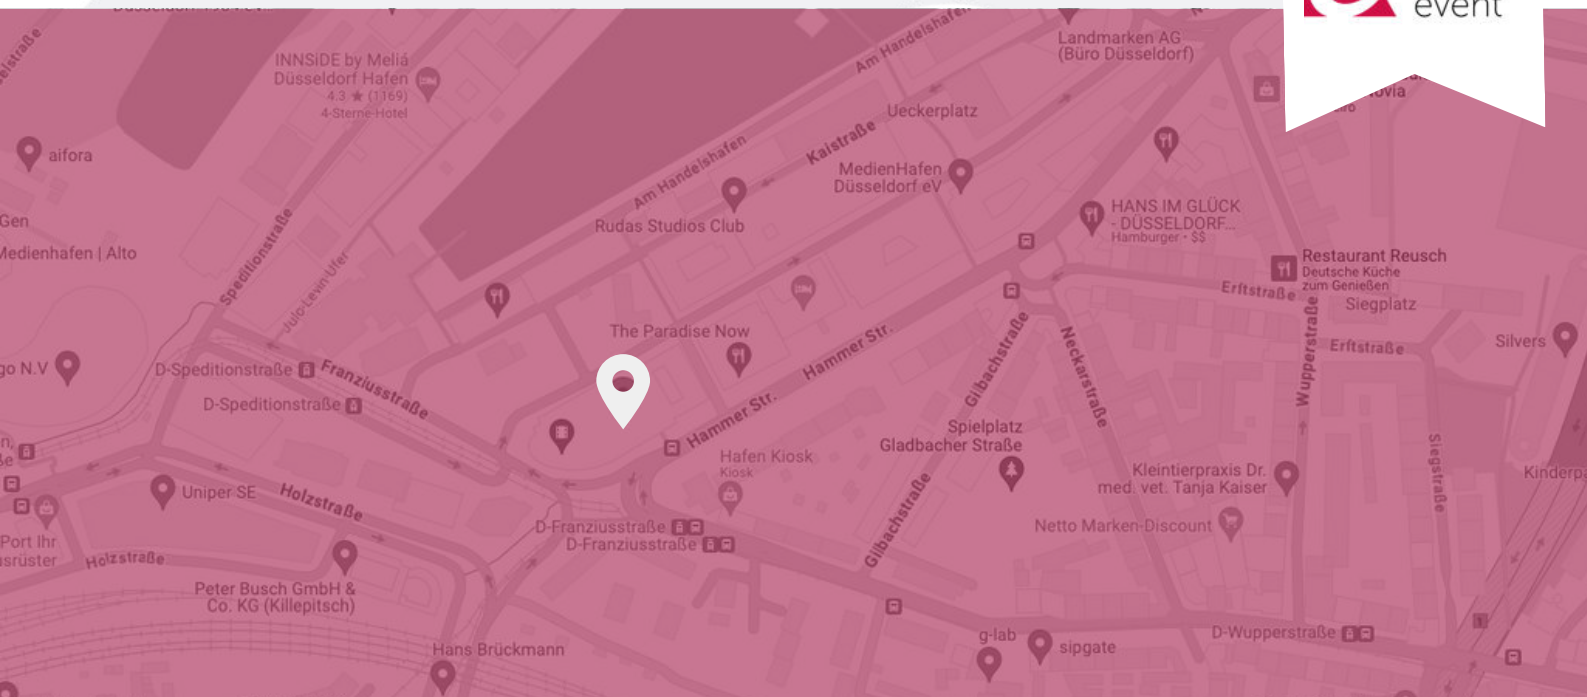 event
Am Handelshafen
Landmarken AG
(Büro Düsseldorf)
INNSiDE by Meliá
Düsseldorf Hafen
4.3 ★ (1169)
4-Sterne-Hotel
Ueckerplatz
Kaistraße
aifora
Am Handelshafen
MedienHafen
Düsseldorf eV
HANS IM GLÜCK
- DÜSSELDORF...
Hamburger • $$
Rudas Studios Club
Gen
Medienhafen | Alto
Speditionstraße
Julo-Levin-Ufer
Restaurant Reusch
Deutsche Küche
zum Genießen
Erftstraße
Siegplatz
The Paradise Now
Hammer Str.
Silvers
Erftstraße
Wupperstraße
Neckarstraße
Gilbachstraße
go N.V
D-Speditionstraße
Franziusstraße
D-Speditionstraße
Hammer Str.
Spielplatz
Gladbacher Straße
Hafen Kiosk
Kiosk
Kleintierpraxis Dr.
med. vet. Tanja Kaiser
Siegstraße
Uniper SE
Holzstraße
Gilbachstraße
D-Franziusstraße
D-Franziusstraße
Netto Marken-Discount
Port Ihr
Holzstraße
Peter Busch GmbH &
Co. KG (Killepitsch)
Hans Brückmann
g-lab
sipgate
D-Wupperstraße